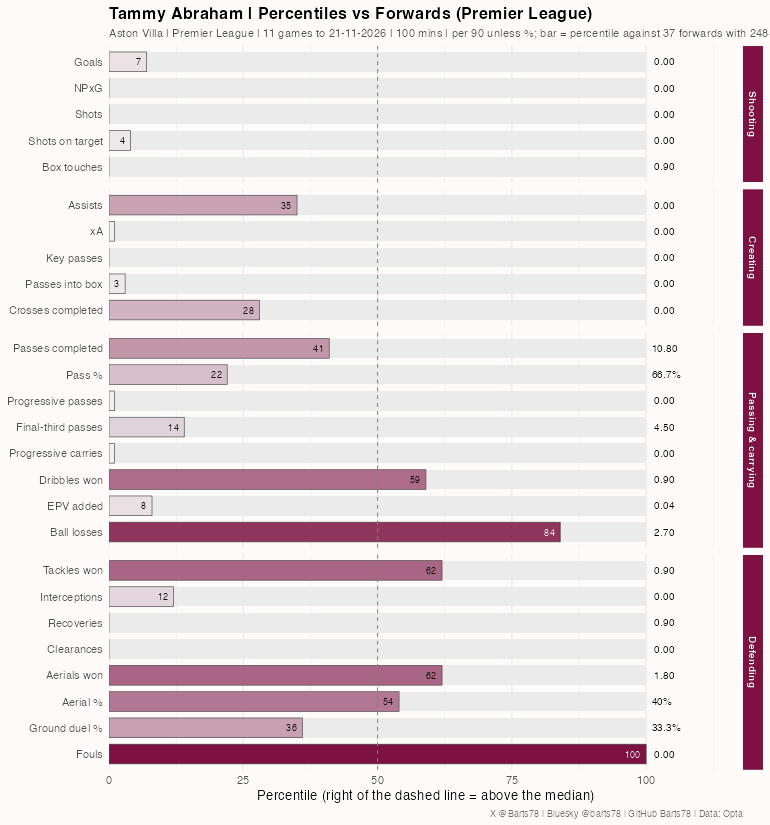 Tammy Abraham | Percentiles vs Forwards (Premier League)
Aston Villa | Premier League | 11 games to 21-11-2026 | 100 mins | per 90 unless %; bar = percentile against 37 forwards with 248
Shooting
Goals 7 0.00
NPxG 0.00
Shots 0.00
Shots on target 4 0.00
Box touches 0.90
Creating
Assists 35 0.00
xA 0.00
Key passes 0.00
Passes into box 3 0.00
Crosses completed 28 0.00
Passing & carrying
Passes completed 41 10.80
Pass % 22 66.7%
Progressive passes 0.00
Final-third passes 14 4.50
Progressive carries 0.00
Dribbles won 59 0.90
EPV added 8 0.04
Ball losses 84 2.70
Defending
Tackles won 62 0.90
Interceptions 12 0.00
Recoveries 0.90
Clearances 0.00
Aerials won 62 1.80
Aerial % 54 40%
Ground duel % 36 33.3%
Fouls 100 0.00
0 25 50 75 100
Percentile (right of the dashed line = above the median)
X @Barts78 | Bluesky @barts78 | GitHub Barts78 | Data: Opta